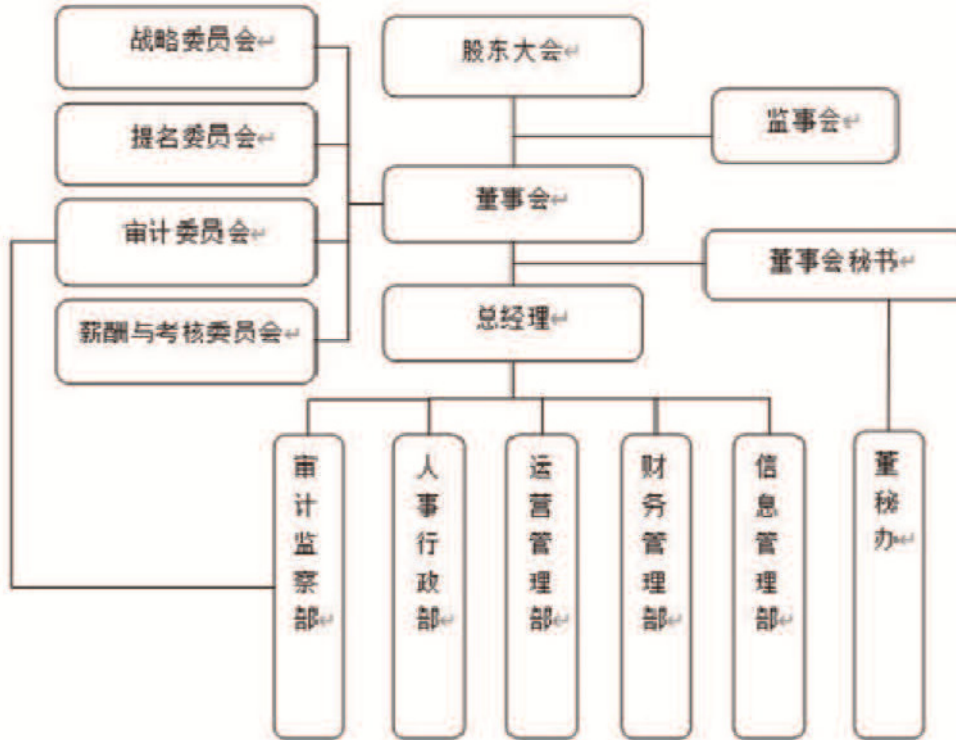 战略委员会
股东大会
监事会
提名委员会
董事会
审计委员会
董事会秘书
总经理
薪酬与考核委员会
审计监察部
人事行政部
运营管理部
财务管理部
信息管理部
董秘办